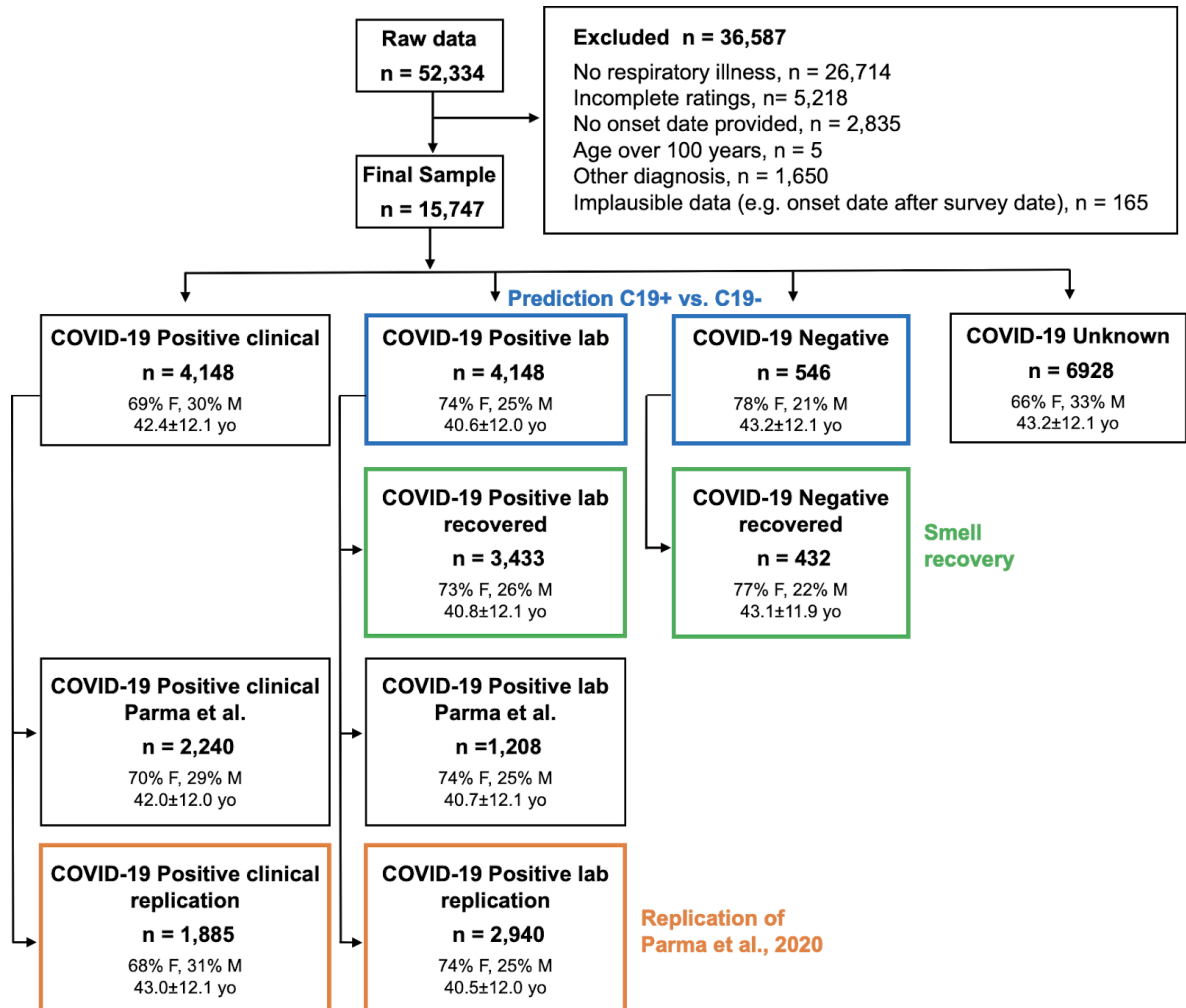 Raw data
n = 52,334
Excluded  n = 36,587
No respiratory illness, n = 26,714
Incomplete ratings, n= 5,218
No onset date provided, n = 2,835
Age over 100 years, n = 5
Other diagnosis, n = 1,650
Implausible data (e.g. onset date after survey date), n = 165
Final Sample
n = 15,747
Prediction C19+ vs. C19-
COVID-19 Positive clinical
n = 4,148
69% F, 30% M
42.4±12.1 yo
COVID-19 Positive lab
n = 4,148
74% F, 25% M
40.6±12.0 yo
COVID-19 Negative
n = 546
78% F, 21% M
43.2±12.1 yo
COVID-19 Unknown
n = 6928
66% F, 33% M
43.2±12.1 yo
COVID-19 Positive lab
recovered
n = 3,433
73% F, 26% M
40.8±12.1 yo
COVID-19 Negative
recovered
n = 432
77% F, 22% M
43.1±11.9 yo
Smell
recovery
COVID-19 Positive clinical
Parma et al.
n = 2,240
70% F, 29% M
42.0±12.0 yo
COVID-19 Positive lab
Parma et al.
n =1,208
74% F, 25% M
40.7±12.1 yo
COVID-19 Positive clinical
replication
n = 1,885
68% F, 31% M
43.0±12.1 yo
COVID-19 Positive lab
replication
n = 2,940
74% F, 25% M
40.5±12.0 yo
Replication of
Parma et al., 2020